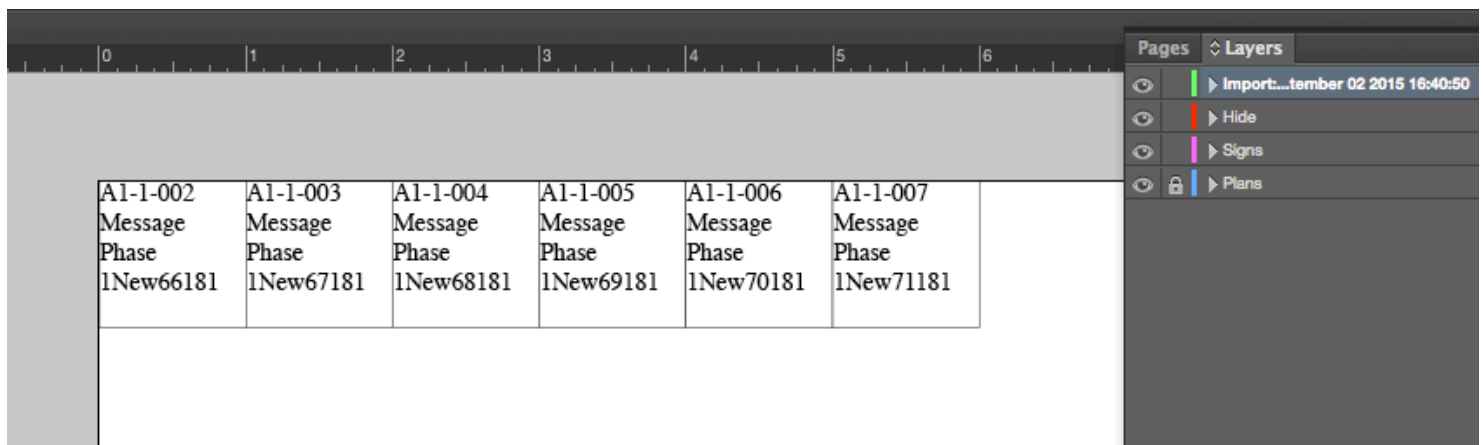 0 1 2 3 4 5 6
Pages Layers
Import:...tember 02 2015 16:40:50
Hide
Signs
Plans
A1-1-002 A1-1-003 A1-1-004 A1-1-005 A1-1-006 A1-1-007
Message Message Message Message Message Message
Phase Phase Phase Phase Phase Phase
1New66181 1New67181 1New68181 1New69181 1New70181 1New71181